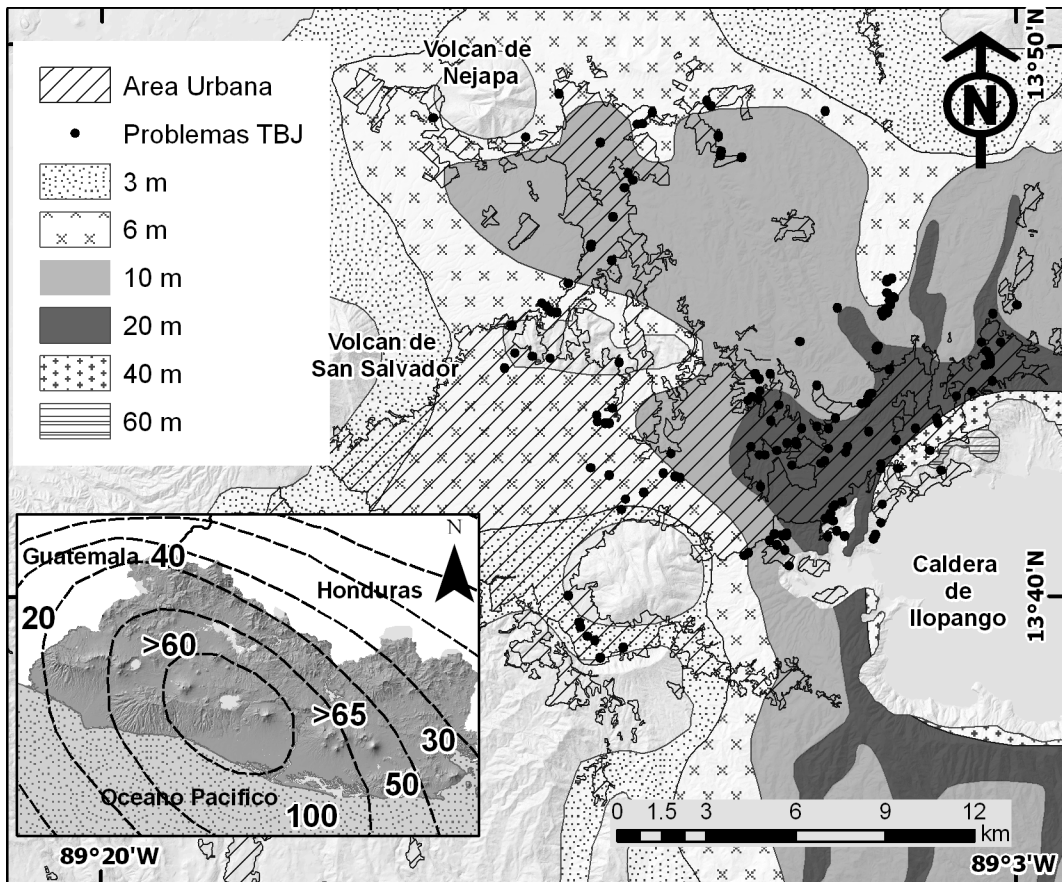 Area Urbana
Problemas TBJ
3 m
6 m
10 m
20 m
40 m
60 m
Volcan de
Nejapa
13°50'
N
Volcan de
San Salvador
Caldera
de
Ilopango
13°40'
N
Guatemala
40
Honduras
20
>60
>65
30
50
Oceano Pacifico
100
0 1.5 3 6 9 12
km
89°20'W
89°3'W